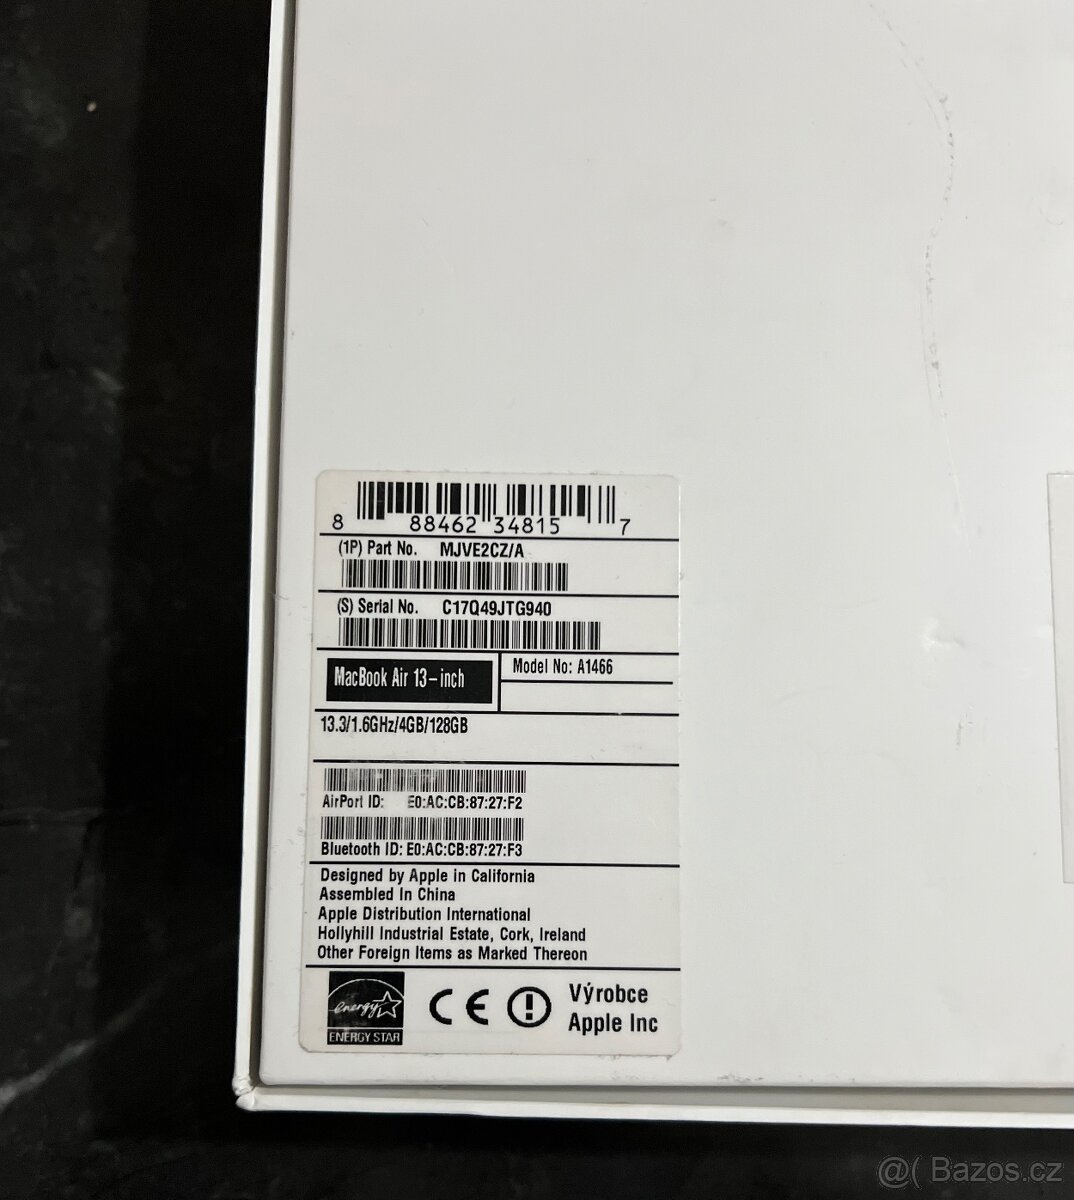 8 88462 34815 7
(1P) Part No. MJVE2CZ/A
(S) Serial No. C17Q49JTG940
MacBook Air 13-inch
Model No: A1466
13.3/1.6GHz/4GB/128GB
AirPort ID: E0:AC:CB:87:27:F2
Bluetooth ID: E0:AC:CB:87:27:F3
Designed by Apple in California
Assembled In China
Apple Distribution International
Hollyhill Industrial Estate, Cork, Ireland
Other Foreign Items as Marked Thereon
energy
ENERGY STAR
CE
Výrobce
Apple Inc
@( Bazos.cz